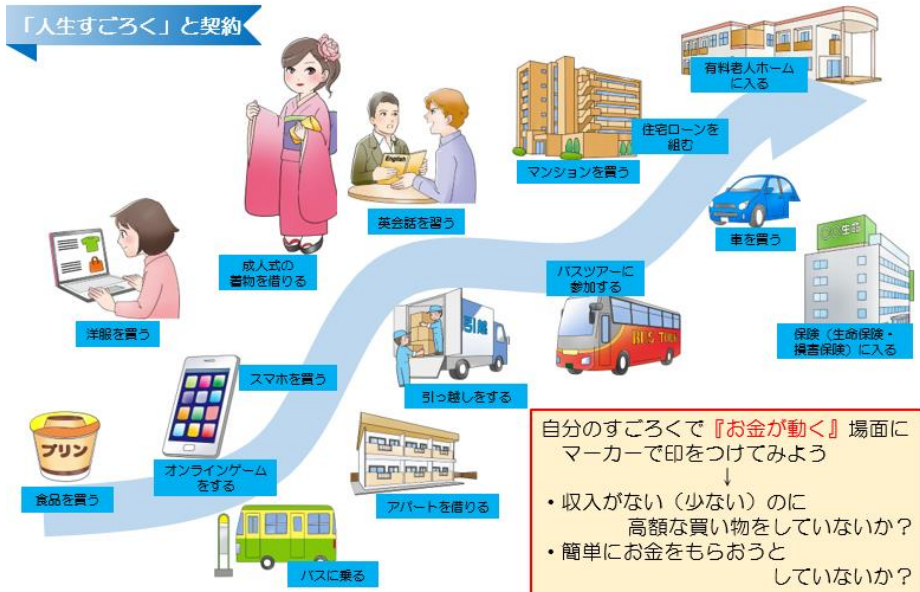 「人生すごろく」と契約
有料老人ホーム
に入る
住宅ローンを
組む
マンションを買う
English
英会話を習う
車を買う
○○生命
成人式の
着物を借りる
バスツアーに
参加する
洋服を買う
保険（生命保険・
損害保険）に入る
引越
BUS TOUR
スマホを買う
引っ越しをする
プリン
食品を買う
オンラインゲーム
をする
アパートを借りる
バスに乗る
自分のすごろくで『お金が動く』場面に
マーカーで印をつけてみよう
↓
・収入がない（少ない）のに
高額な買い物をしていないか？
・簡単にお金をもらおうと
していないか？